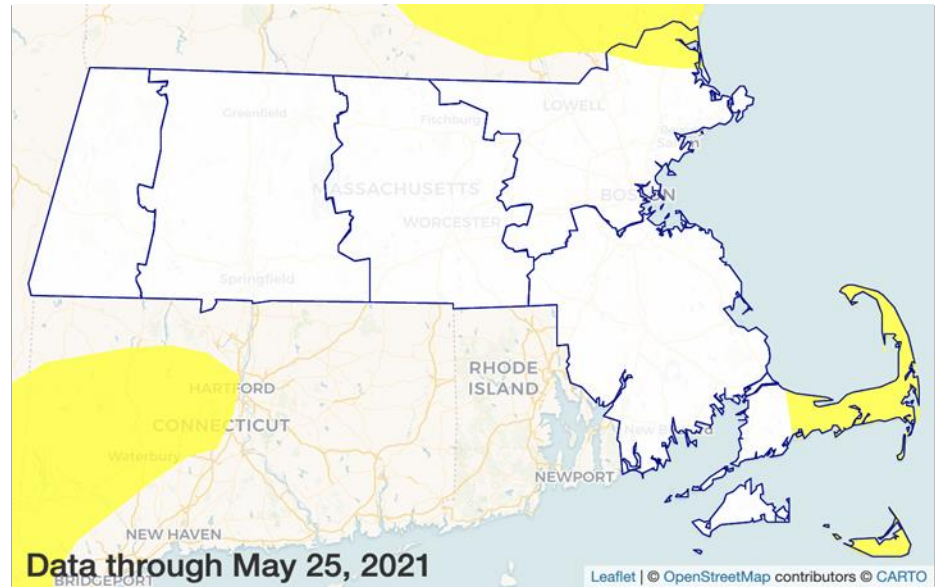 LOWELL
Greenfield
Fitchburg
MASSACHUSETTS
BOSTON
WORCESTER
Springfield
RHODE
ISLAND
HARTFORD
CONNECTICUT
Waterbury
NEWPORT
NEW HAVEN
Data through May 25, 2021
BRIDGEPORT
Leaflet | © OpenStreetMap contributors © CARTO